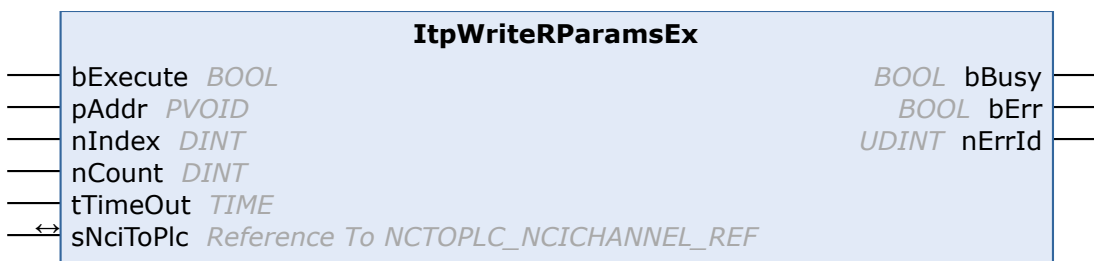 ItpWriteRParamsEx
bExecute BOOL BOOL bBusy
pAddr PVOID BOOL bErr
nIndex DINT UDINT nErrId
nCount DINT
tTimeOut TIME
↔ sNciToPlc Reference To NCTOPLC_NCICHANNEL_REF